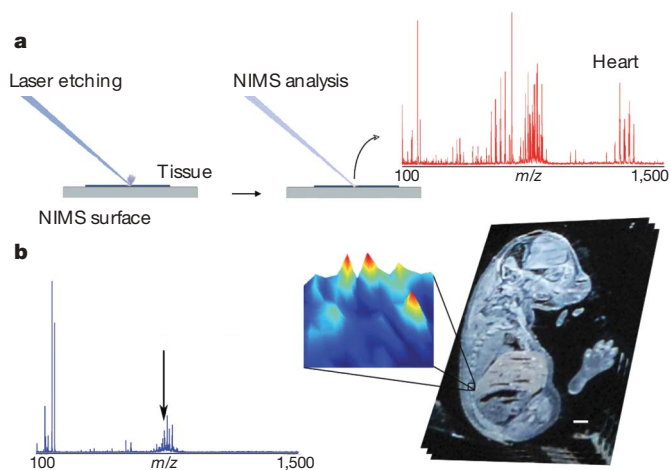 a
Laser etching
NIMS analysis
Heart
Tissue
NIMS surface
100
m/z
1,500
b
100
m/z
1,500